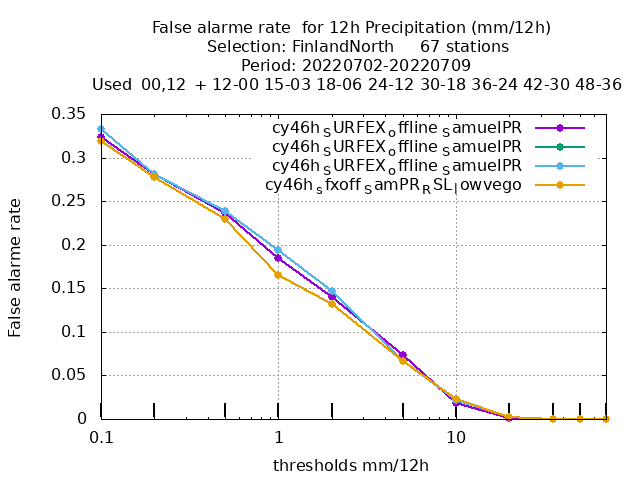 False alarme rate  for 12h Precipitation (mm/12h)
Selection: FinlandNorth     67 stations
Period: 20220702-20220709
Used  00,12  + 12-00 15-03 18-06 24-12 30-18 36-24 42-30 48-36
0.35
0.3
0.25
0.2
0.15
0.1
0.05
0
False alarme rate
cy46h_SURFEX_offline_SamuelPR
cy46h_SURFEX_offline_SamuelPR
cy46h_SURFEX_offline_SamuelPR
cy46h_sfxoff_SamPR_RSL_lowvego
0.1
1
10
thresholds mm/12h